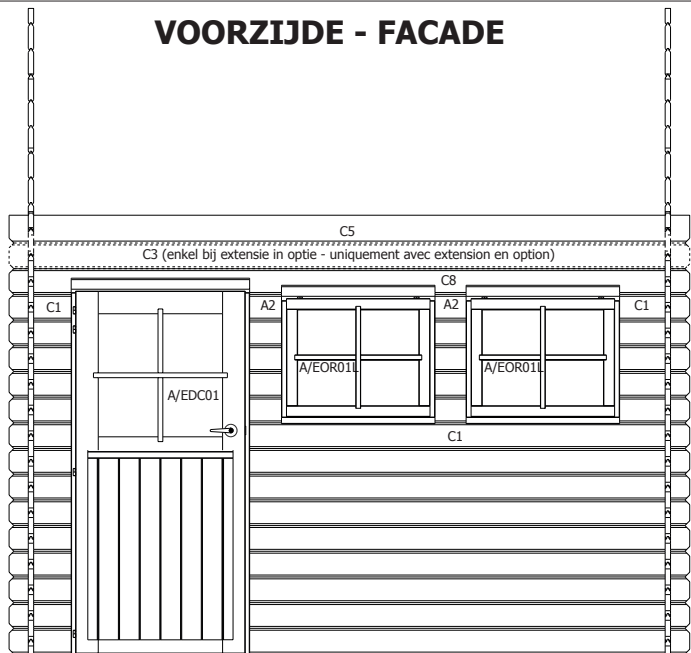 VOORZIJDE - FACADE
C5
C3 (enkel bij extensie in optie - uniquement avec extension en option)
C8
C1 A2 A2 C1
A/EOR01L A/EOR01L
A/EDC01
C1